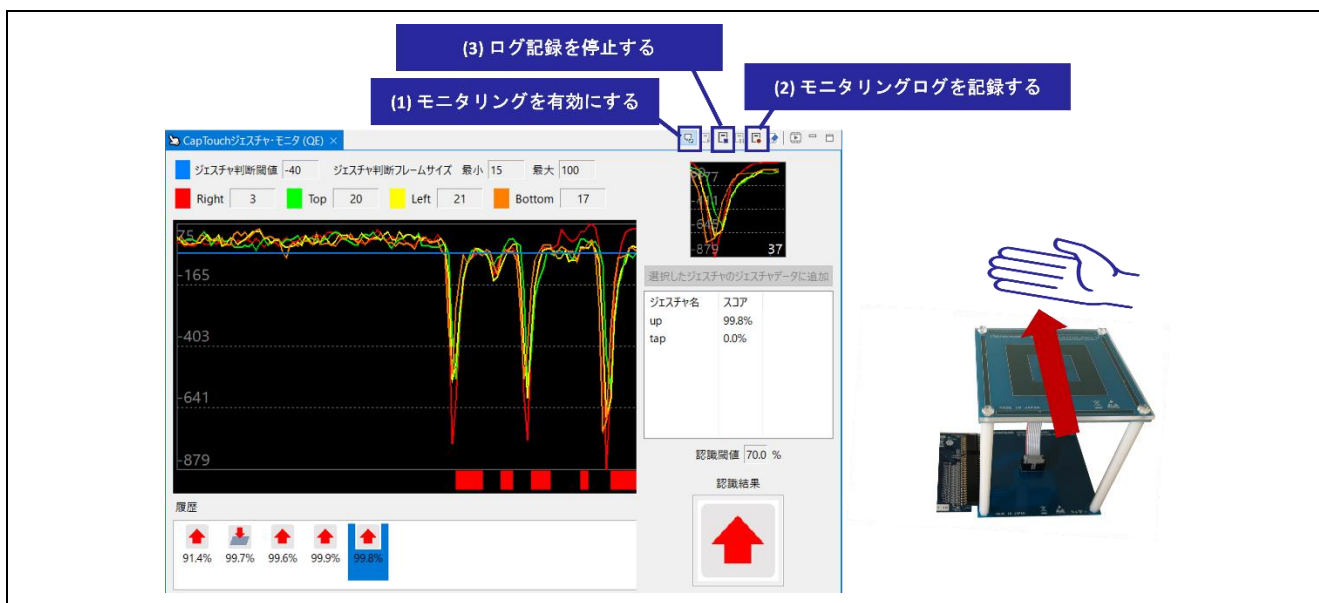 (3) ログ記録を停止する
(1) モニタリングを有効にする
(2) モニタリングログを記録する
CapTouchジェスチャ・モニタ (QE)
ジェスチャ判断閾値 -40 ジェスチャ判断フレームサイズ 最小 15 最大 100
Right 3 Top 20 Left 21 Bottom 17
75
-165
-403
-641
-879
-879
37
選択したジェスチャのジェスチャデータに追加
ジェスチャ名 スコア
up 99.8%
tap 0.0%
認識閾値 70.0 %
認識結果
履歴
91.4% 99.7% 99.6% 99.9% 99.8%